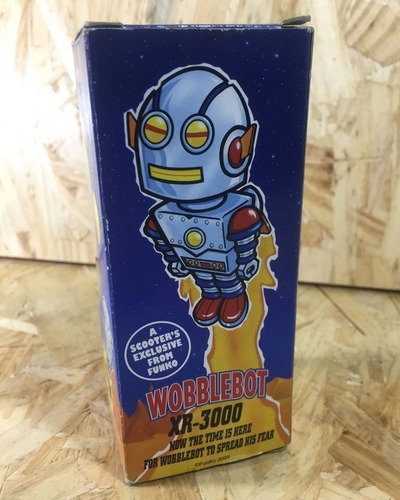 A
SCOOTER'S
EXCLUSIVE
FROM
FUNKO
WOBBLEBOT
XR-3000
NOW THE TIME IS HERE
FOR WOBBLEBOT TO SPREAD HIS FEAR